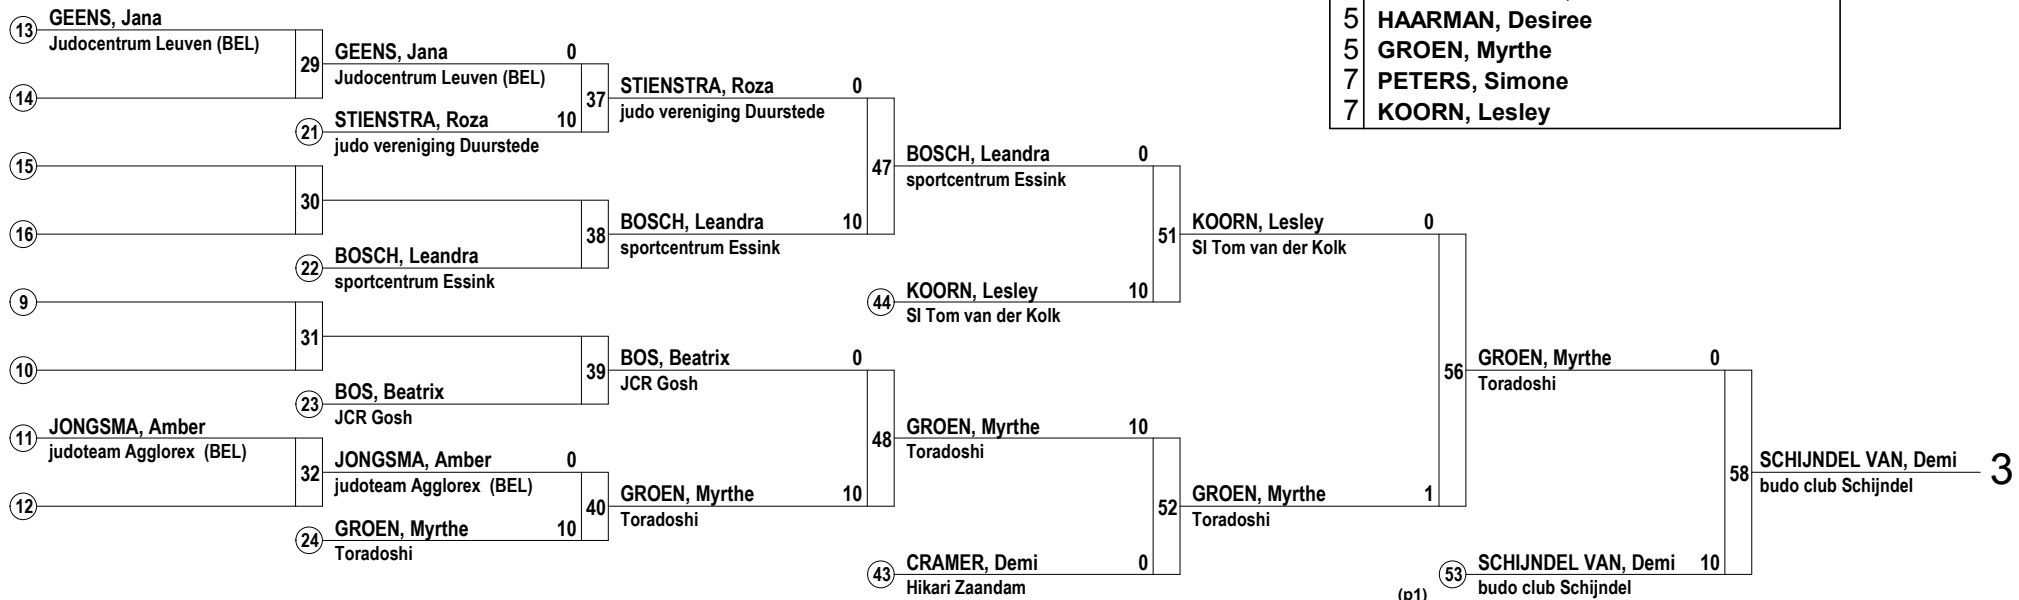 13 GEENS, Jana
Judocentrum Leuven (BEL)
14
29 GEENS, Jana 0
Judocentrum Leuven (BEL)
21 STIENSTRA, Roza 10
judo vereniging Duurstede
37 STIENSTRA, Roza 0
judo vereniging Duurstede
15
16
30
22 BOSCH, Leandra
sportcentrum Essink
38 BOSCH, Leandra 10
sportcentrum Essink
47 BOSCH, Leandra 0
sportcentrum Essink
44 KOORN, Lesley 10
SI Tom van der Kolk
51 KOORN, Lesley 0
SI Tom van der Kolk
9
10
31
23 BOS, Beatrix
JCR Gosh
39 BOS, Beatrix 0
JCR Gosh
11 JONGSMA, Amber
judoteam Agglorex (BEL)
12
32 JONGSMA, Amber 0
judoteam Agglorex (BEL)
24 GROEN, Myrthe 10
Toradoshi
40 GROEN, Myrthe 10
Toradoshi
48 GROEN, Myrthe 10
Toradoshi
43 CRAMER, Demi 0
Hikari Zaandam
52 GROEN, Myrthe 1
Toradoshi
56 GROEN, Myrthe 0
Toradoshi
(p1)
53 SCHIJNDEL VAN, Demi 10
budo club Schijndel
58 SCHIJNDEL VAN, Demi 3
budo club Schijndel
5 HAARMAN, Desiree
5 GROEN, Myrthe
7 PETERS, Simone
7 KOORN, Lesley